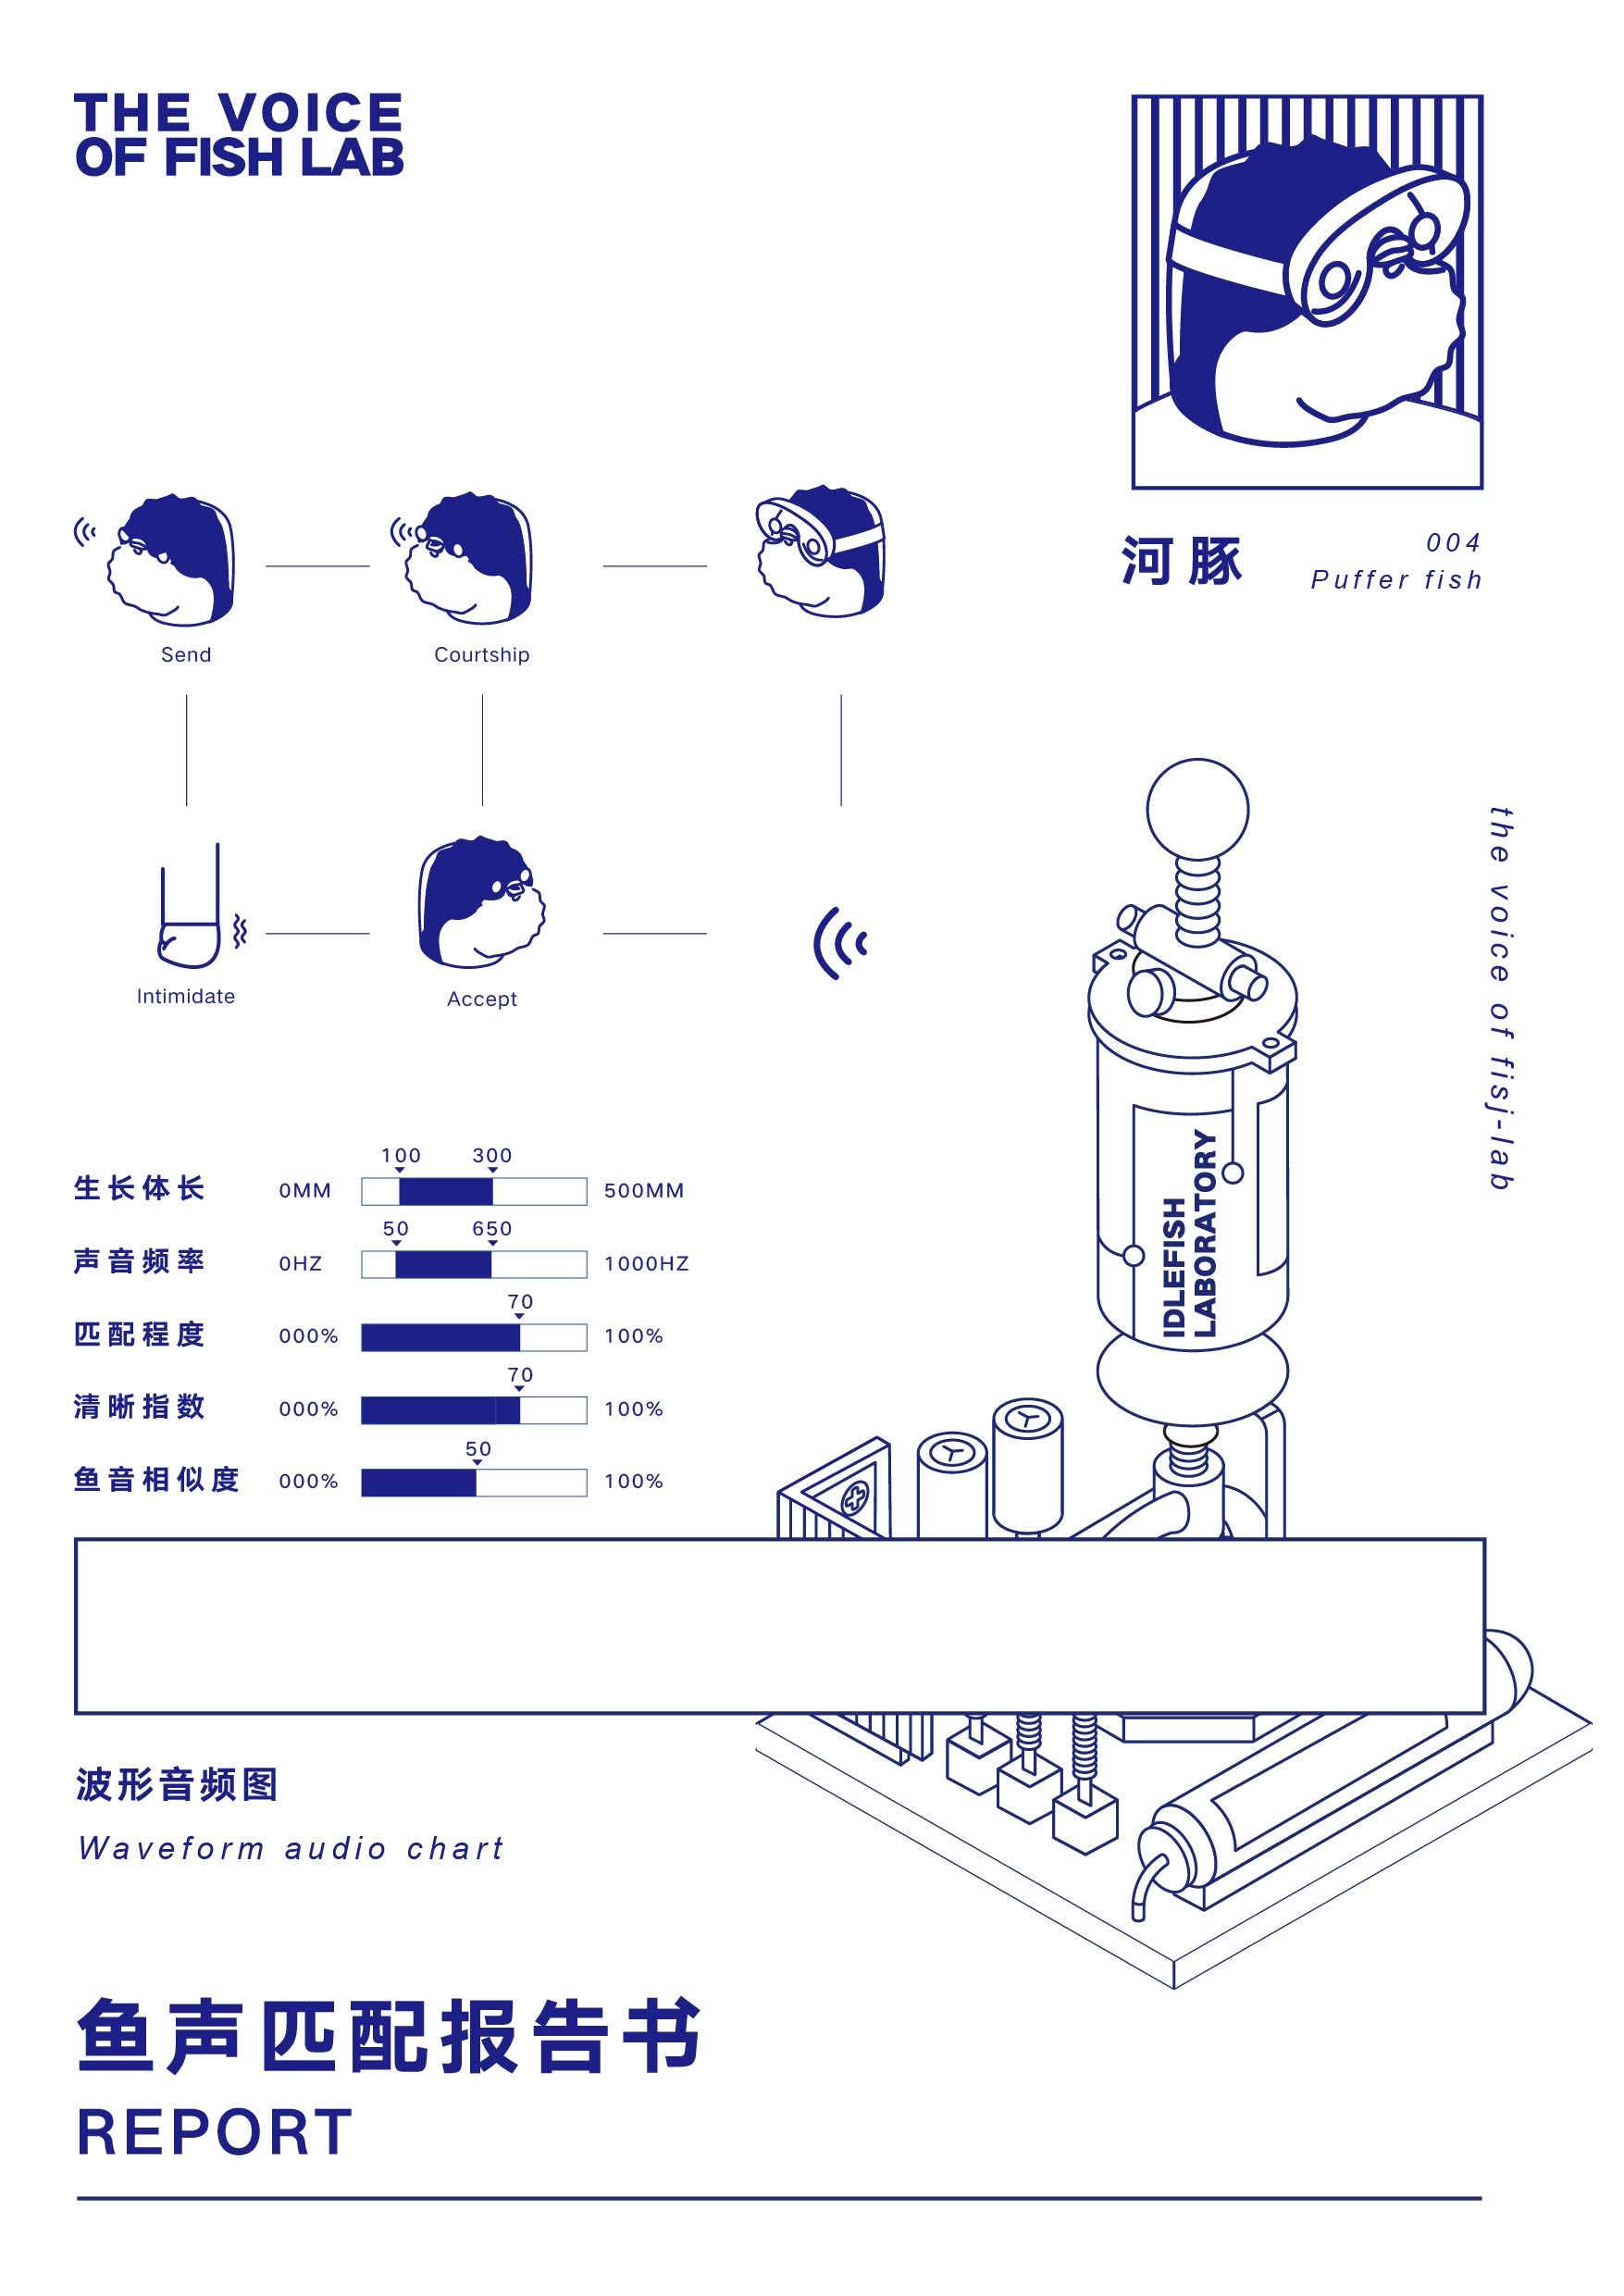 THE VOICE
OF FISH LAB
河豚
004
Puffer fish
Send
Courtship
Intimidate
Accept
the voice of fisj-lab
IDLEFISH
LABORATORY
100 300
生长体长 0MM 500MM
50 650
声音频率 0HZ 1000HZ
70
匹配程度 000% 100%
70
清晰指数 000% 100%
50
鱼音相似度 000% 100%
波形音频图
Waveform audio chart
鱼声匹配报告书
REPORT